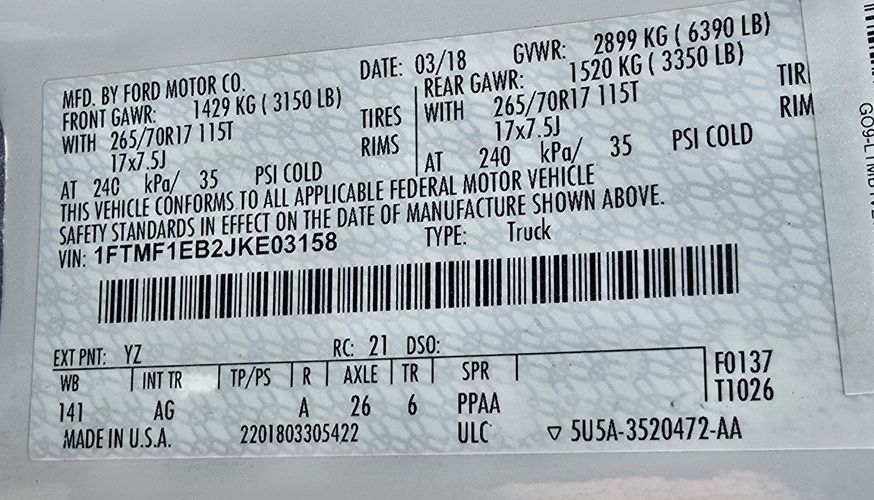 MFD. BY FORD MOTOR CO. DATE: 03/18 GVWR: 2899 KG ( 6390 LB)
FRONT GAWR: 1429 KG ( 3150 LB) REAR GAWR: 1520 KG ( 3350 LB)
WITH 265/70R17 115T TIRES WITH 265/70R17 115T TIR
17x7.5J RIMS 17x7.5J RIM
AT 240 kPa/ 35 PSI COLD AT 240 kPa/ 35 PSI COLD
THIS VEHICLE CONFORMS TO ALL APPLICABLE FEDERAL MOTOR VEHICLE
SAFETY STANDARDS IN EFFECT ON THE DATE OF MANUFACTURE SHOWN ABOVE.
VIN: 1FTMF1EB2JKE03158 TYPE: Truck
EXT PNT: YZ RC: 21 DSO:
WB INT TR TP/PS R AXLE TR SPR F0137
141 AG A 26 6 PPAA T1026
MADE IN U.S.A. 2201803305422 ULC ▽ 5U5A-3520472-AA